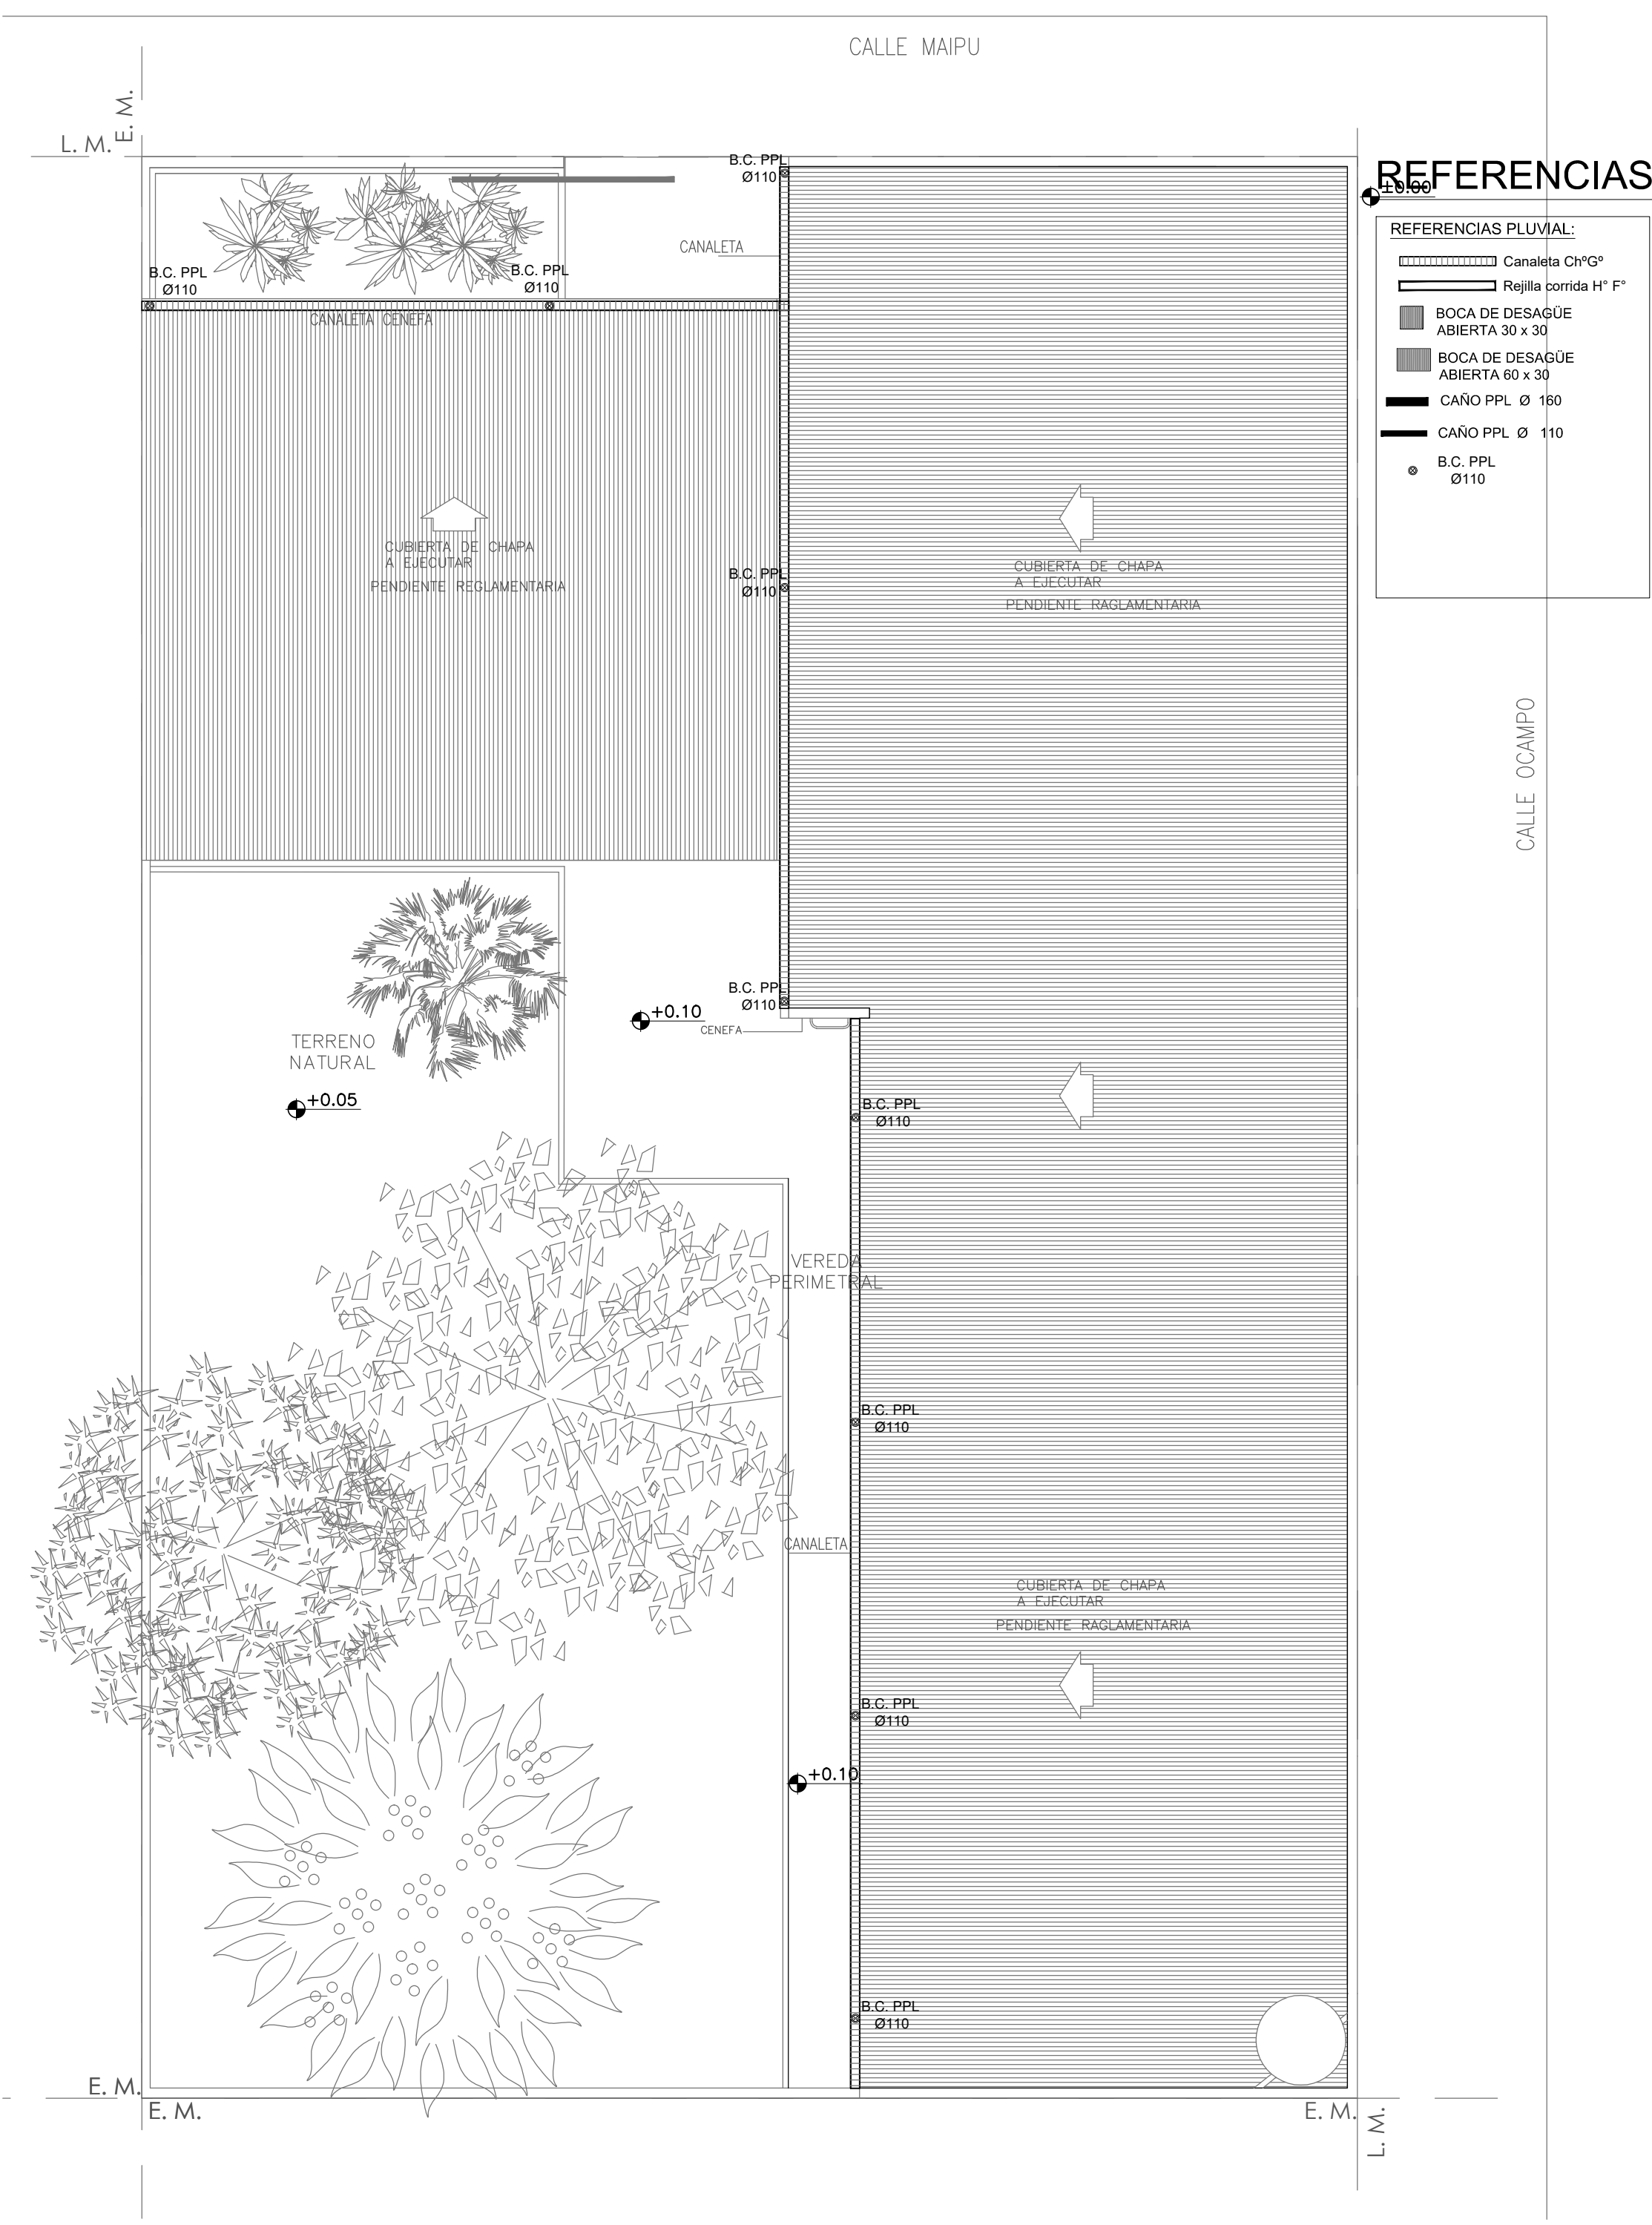 CALLE MAIPU
E. M.
L. M.
B.C. PPL
Ø110
REFERENCIAS
±0.00
REFERENCIAS PLUVIAL:
CANALETA
Canaleta ChºGº
B.C. PPL
Ø110
B.C. PPL
Ø110
Rejilla corrida H° F°
CANALETA CENEFA
BOCA DE DESAGÜE
ABIERTA 30 x 30
BOCA DE DESAGÜE
ABIERTA 60 x 30
CAÑO PPL Ø 160
CAÑO PPL Ø 110
B.C. PPL
Ø110
CUBIERTA DE CHAPA
A EJECUTAR
PENDIENTE REGLAMENTARIA
B.C. PPL
Ø110
CUBIERTA DE CHAPA
A EJECUTAR
PENDIENTE RAGLAMENTARIA
CALLE OCAMPO
B.C. PPL
Ø110
+0.10
CENEFA
TERRENO
NATURAL
+0.05
B.C. PPL
Ø110
VEREDA
PERIMETRAL
B.C. PPL
Ø110
CANALETA
CUBIERTA DE CHAPA
A EJECUTAR
PENDIENTE RAGLAMENTARIA
B.C. PPL
Ø110
+0.10
B.C. PPL
Ø110
E. M.
E. M.
E. M.
L. M.